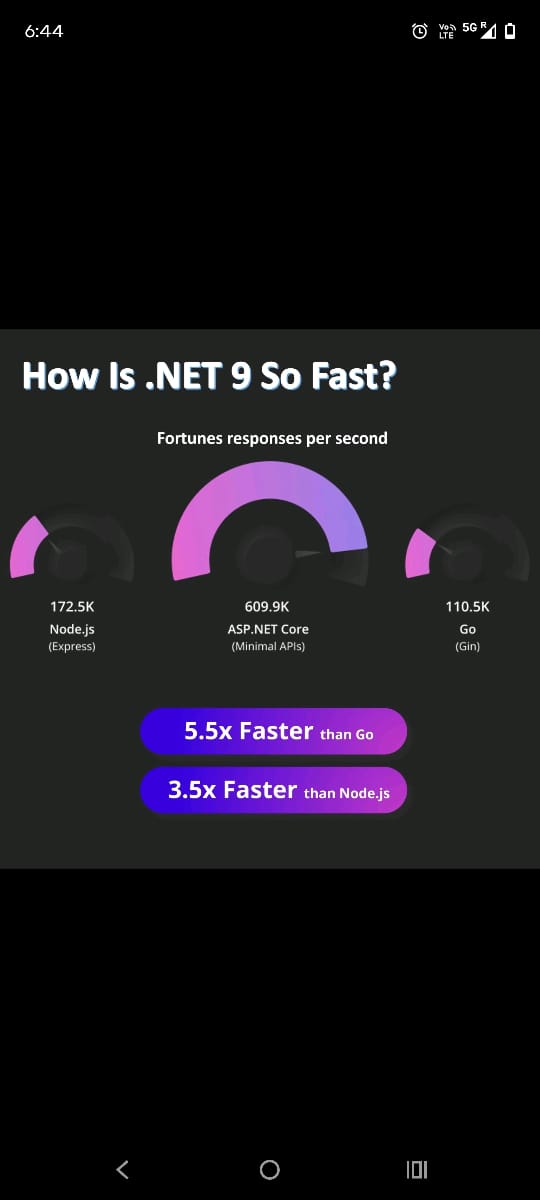 6:44
Vo
LTE
5G R
How Is .NET 9 So Fast?
Fortunes responses per second
172.5K
Node.js
(Express)
609.9K
ASP.NET Core
(Minimal APIs)
110.5K
Go
(Gin)
5.5x Faster than Go
3.5x Faster than Node.js